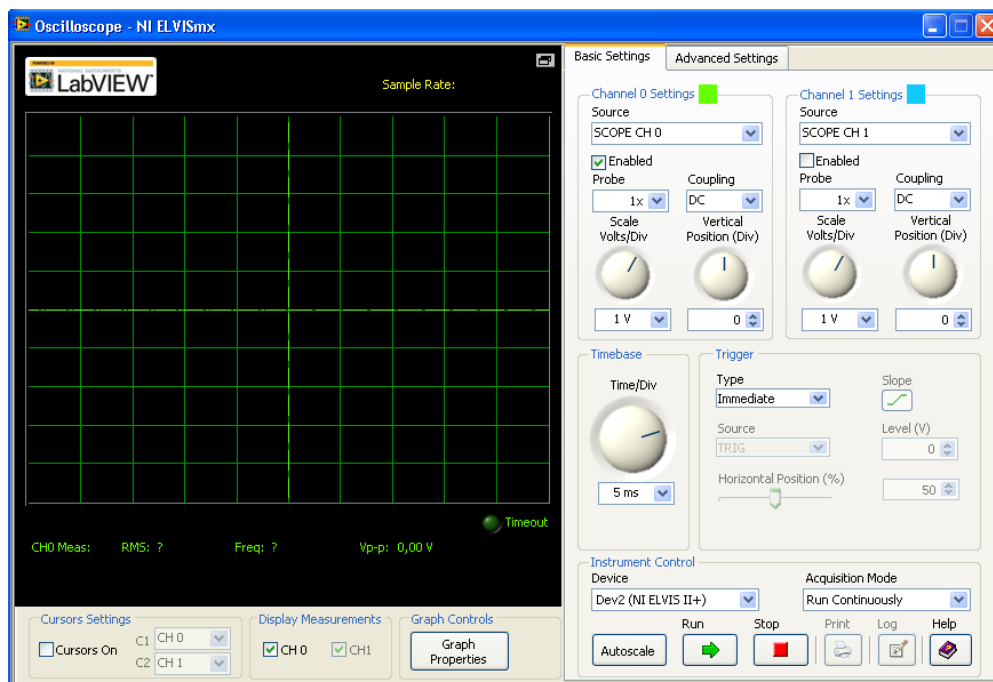 Oscilloscope - NI ELVISmx
POWERED BY
NATIONAL INSTRUMENTS
LabVIEW™
Sample Rate:
Timeout
CH0 Meas: RMS: ? Freq: ? Vp-p: 0,00 V
Cursors Settings
Cursors On
C1 CH 0
C2 CH 1
Display Measurements
CH 0 CH1
Graph Controls
Graph
Properties
Basic Settings Advanced Settings
Channel 0 Settings
Source
SCOPE CH 0
Enabled
Probe Coupling
1x DC
Scale
Volts/Div
Vertical
Position (Div)
1 V 0
Channel 1 Settings
Source
SCOPE CH 1
Enabled
Probe Coupling
1x DC
Scale
Volts/Div
Vertical
Position (Div)
1 V 0
Timebase
Time/Div
5 ms
Trigger
Type
Immediate
Slope
Source
TRIG
Level (V)
0
Horizontal Position (%)
50
Instrument Control
Device
Dev2 (NI ELVIS II+)
Acquisition Mode
Run Continuously
Run Stop Print Log Help
Autoscale